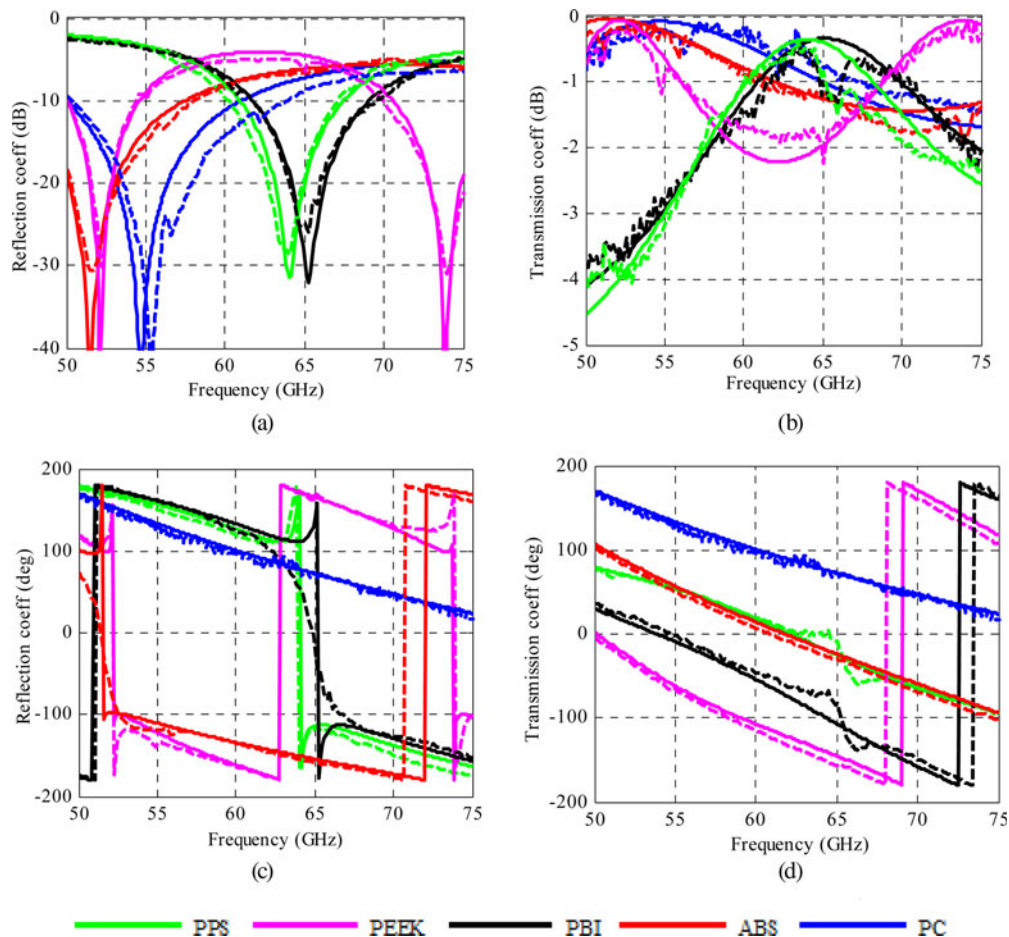 0
-10
-20
-30
-40
50 55 60 65 70 75
Reflection coeff (dB)
Frequency (GHz)
(a)
0
-1
-2
-3
-4
-5
50 55 60 65 70 75
Transmission coeff (dB)
Frequency (GHz)
(b)
200
100
0
-100
-200
50 55 60 65 70 75
Reflection coeff (deg)
Frequency (GHz)
(c)
200
100
0
-100
-200
50 55 60 65 70 75
Transmission coeff (deg)
Frequency (GHz)
(d)
PPS PEEK PBI ABS PC